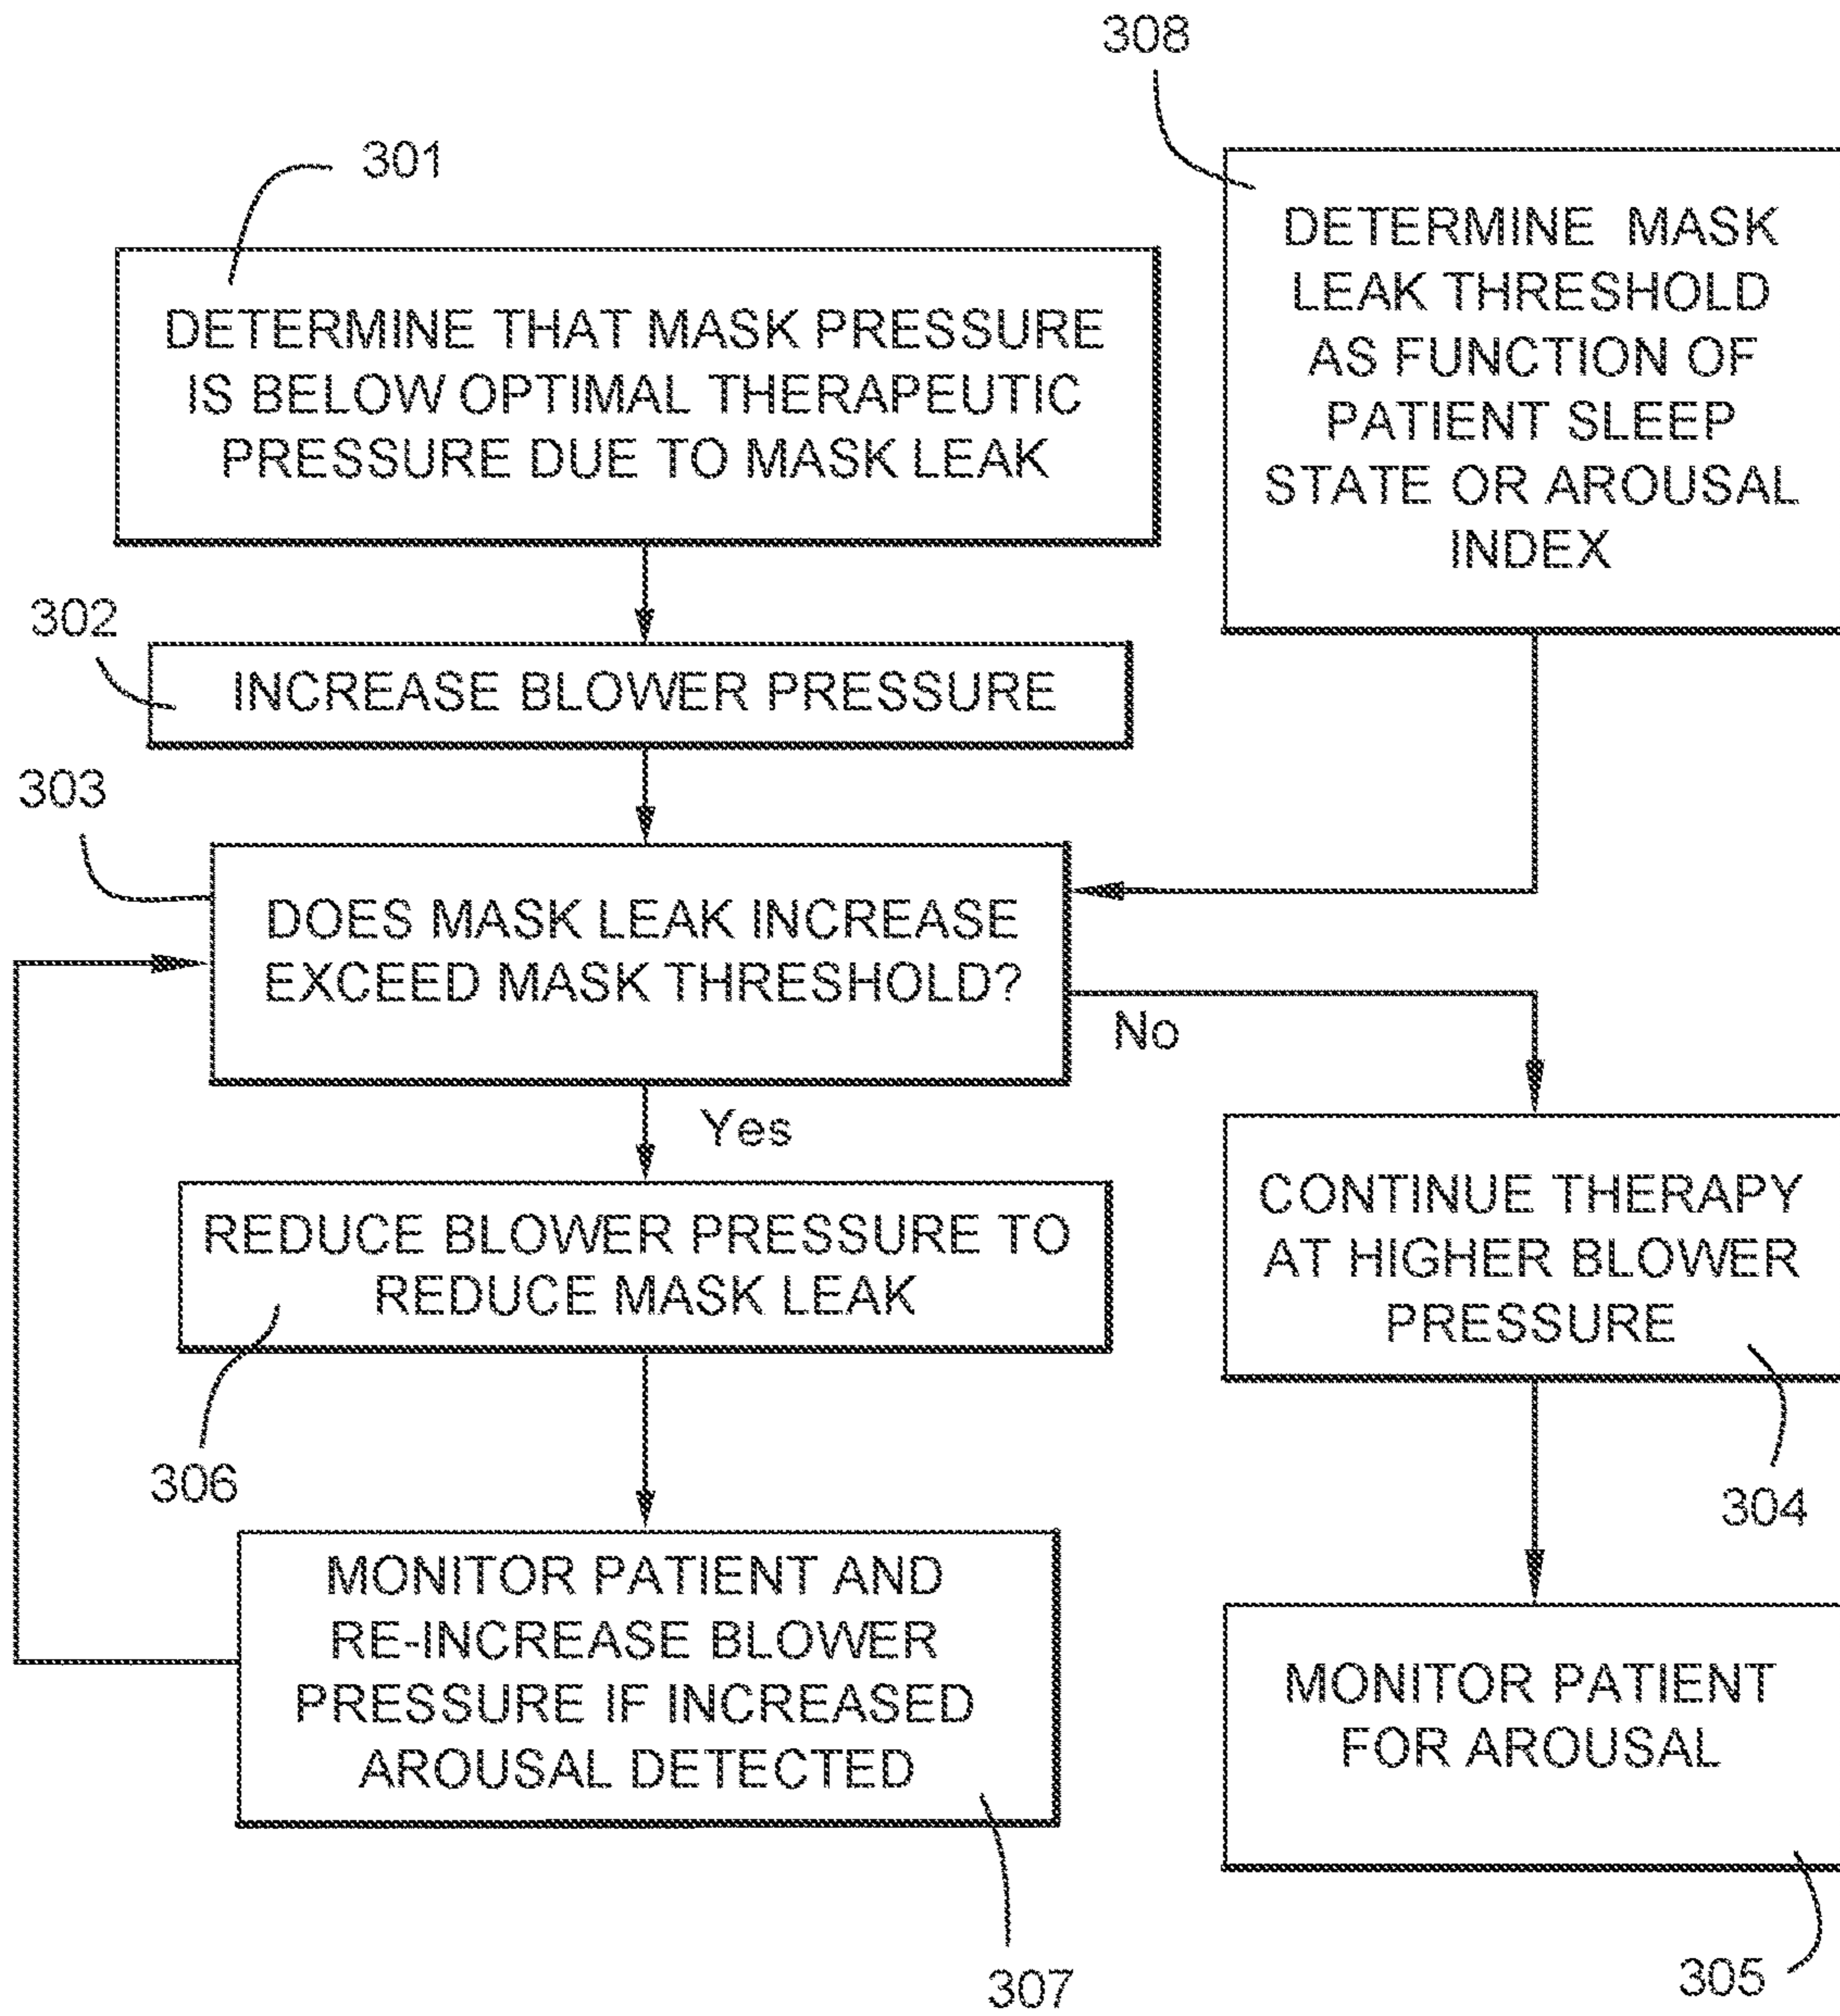 308
301
DETERMINE THAT MASK PRESSURE
IS BELOW OPTIMAL THERAPEUTIC
PRESSURE DUE TO MASK LEAK
DETERMINE MASK
LEAK THRESHOLD
AS FUNCTION OF
PATIENT SLEEP
STATE OR AROUSAL
INDEX
302
INCREASE BLOWER PRESSURE
303
DOES MASK LEAK INCREASE
EXCEED MASK THRESHOLD?
No
Yes
REDUCE BLOWER PRESSURE TO
REDUCE MASK LEAK
306
CONTINUE THERAPY
AT HIGHER BLOWER
PRESSURE
304
MONITOR PATIENT AND
RE-INCREASE BLOWER
PRESSURE IF INCREASED
AROUSAL DETECTED
307
MONITOR PATIENT
FOR AROUSAL
305